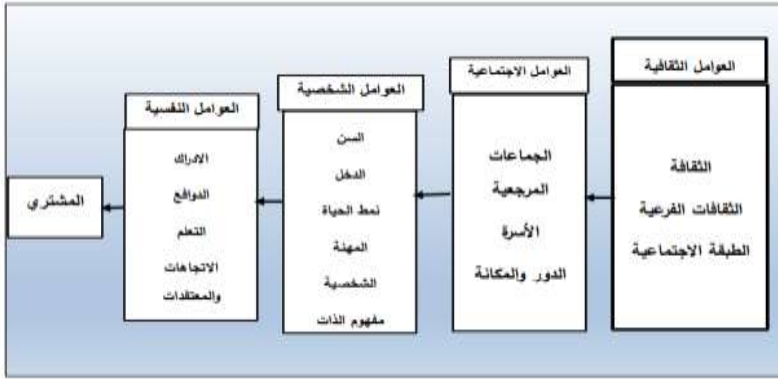 العوامل الثقافية
الثقافة
الثقافات الفرعية
الطبقة الاجتماعية
العوامل الاجتماعية
الجماعات
المرجعية
الأسرة
الدور والمكانة
العوامل الشخصية
السن
الدخل
نمط الحياة
المهنة
الشخصية
مفهوم الذات
العوامل النفسية
الادراك
الدوافع
التعلم
الاتجاهات
والمعتقدات
المشتري